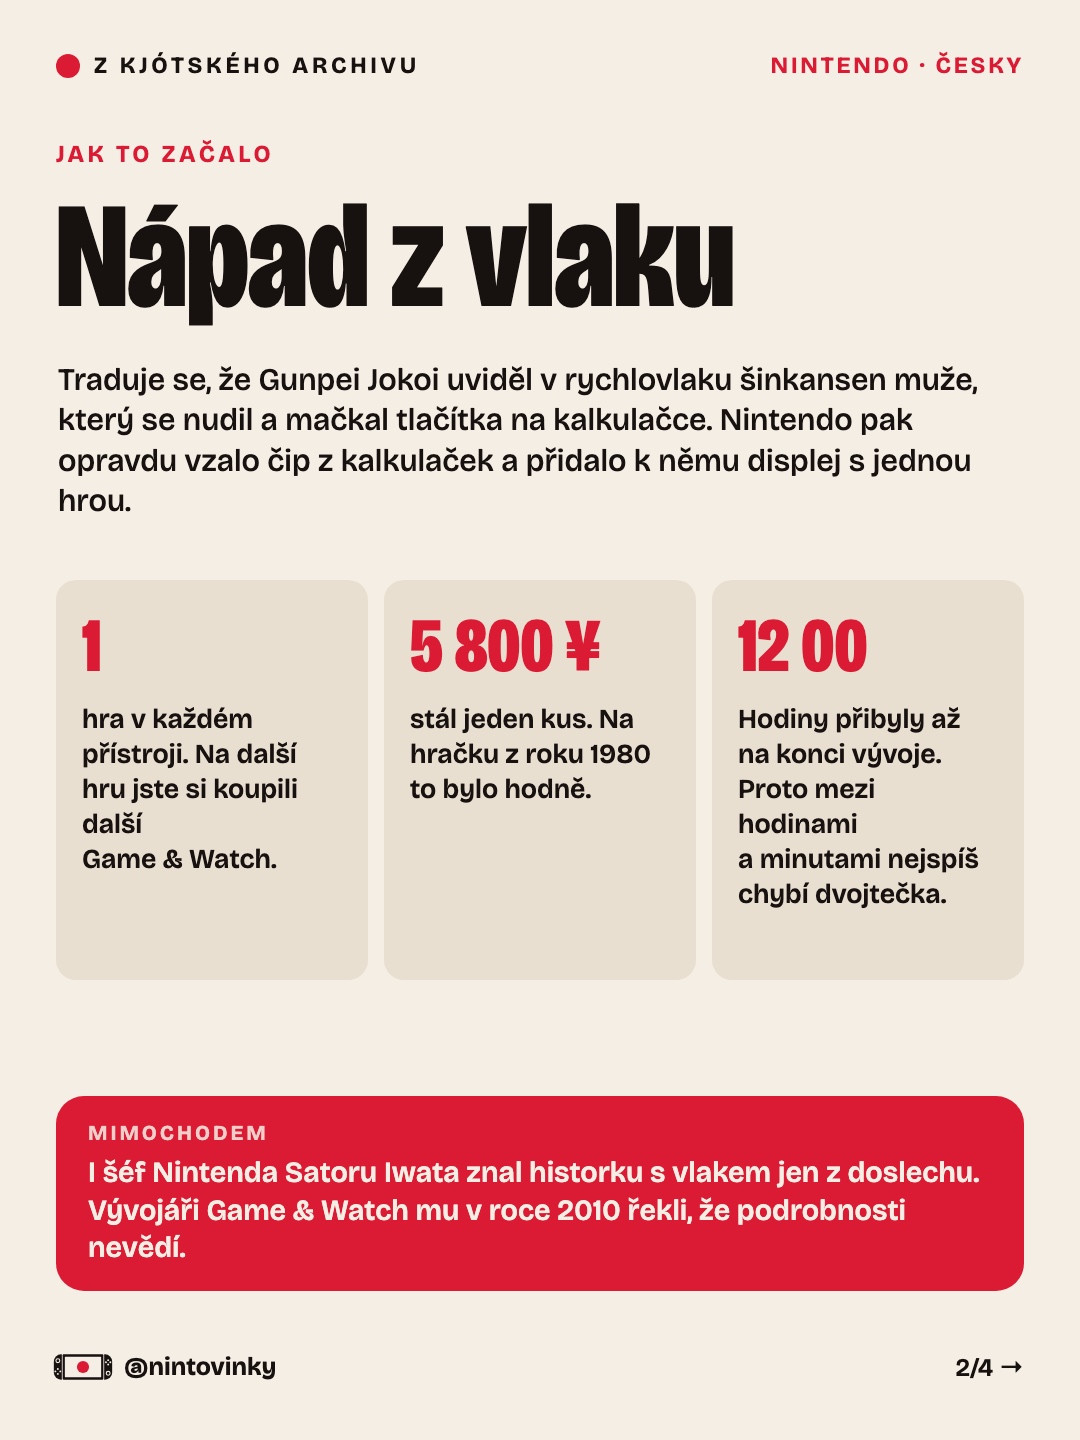 Z KJÓTSKÉHO ARCHIVU
NINTENDO · ČESKY
JAK TO ZAČALO
Nápad z vlaku
Traduje se, že Gunpei Jokoi uviděl v rychlovlaku šinkansen muže,
který se nudil a mačkal tlačítka na kalkulačce. Nintendo pak
opravdu vzalo čip z kalkulaček a přidalo k němu displej s jednou
hrou.
1
hra v každém
přístroji. Na další
hru jste si koupili
další
Game & Watch.
5 800 ¥
stál jeden kus. Na
hračku z roku 1980
to bylo hodně.
12 00
Hodiny přibyly až
na konci vývoje.
Proto mezi
hodinami
a minutami nejspíš
chybí dvojtečka.
MIMOCHODEM
I šéf Nintenda Satoru Iwata znal historku s vlakem jen z doslechu.
Vývojáři Game & Watch mu v roce 2010 řekli, že podrobnosti
nevědí.
@nintovinky
2/4 →